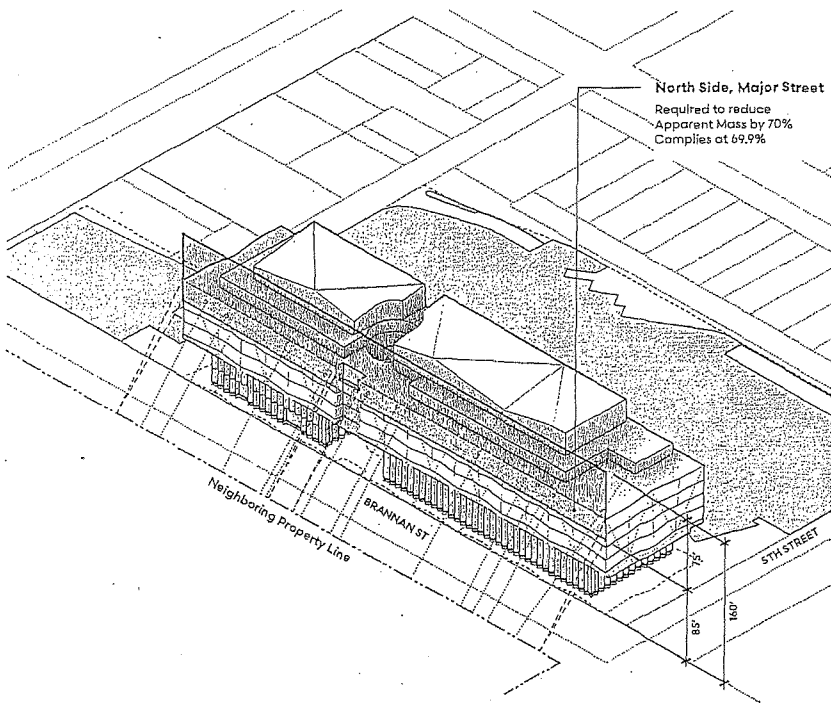 North Side, Major Street
Required to reduce
Apparent Mass by 70%
Complies at 69.9%
Neighboring Property Line
BRANNAN ST
5TH STREET
75'
85'
160'